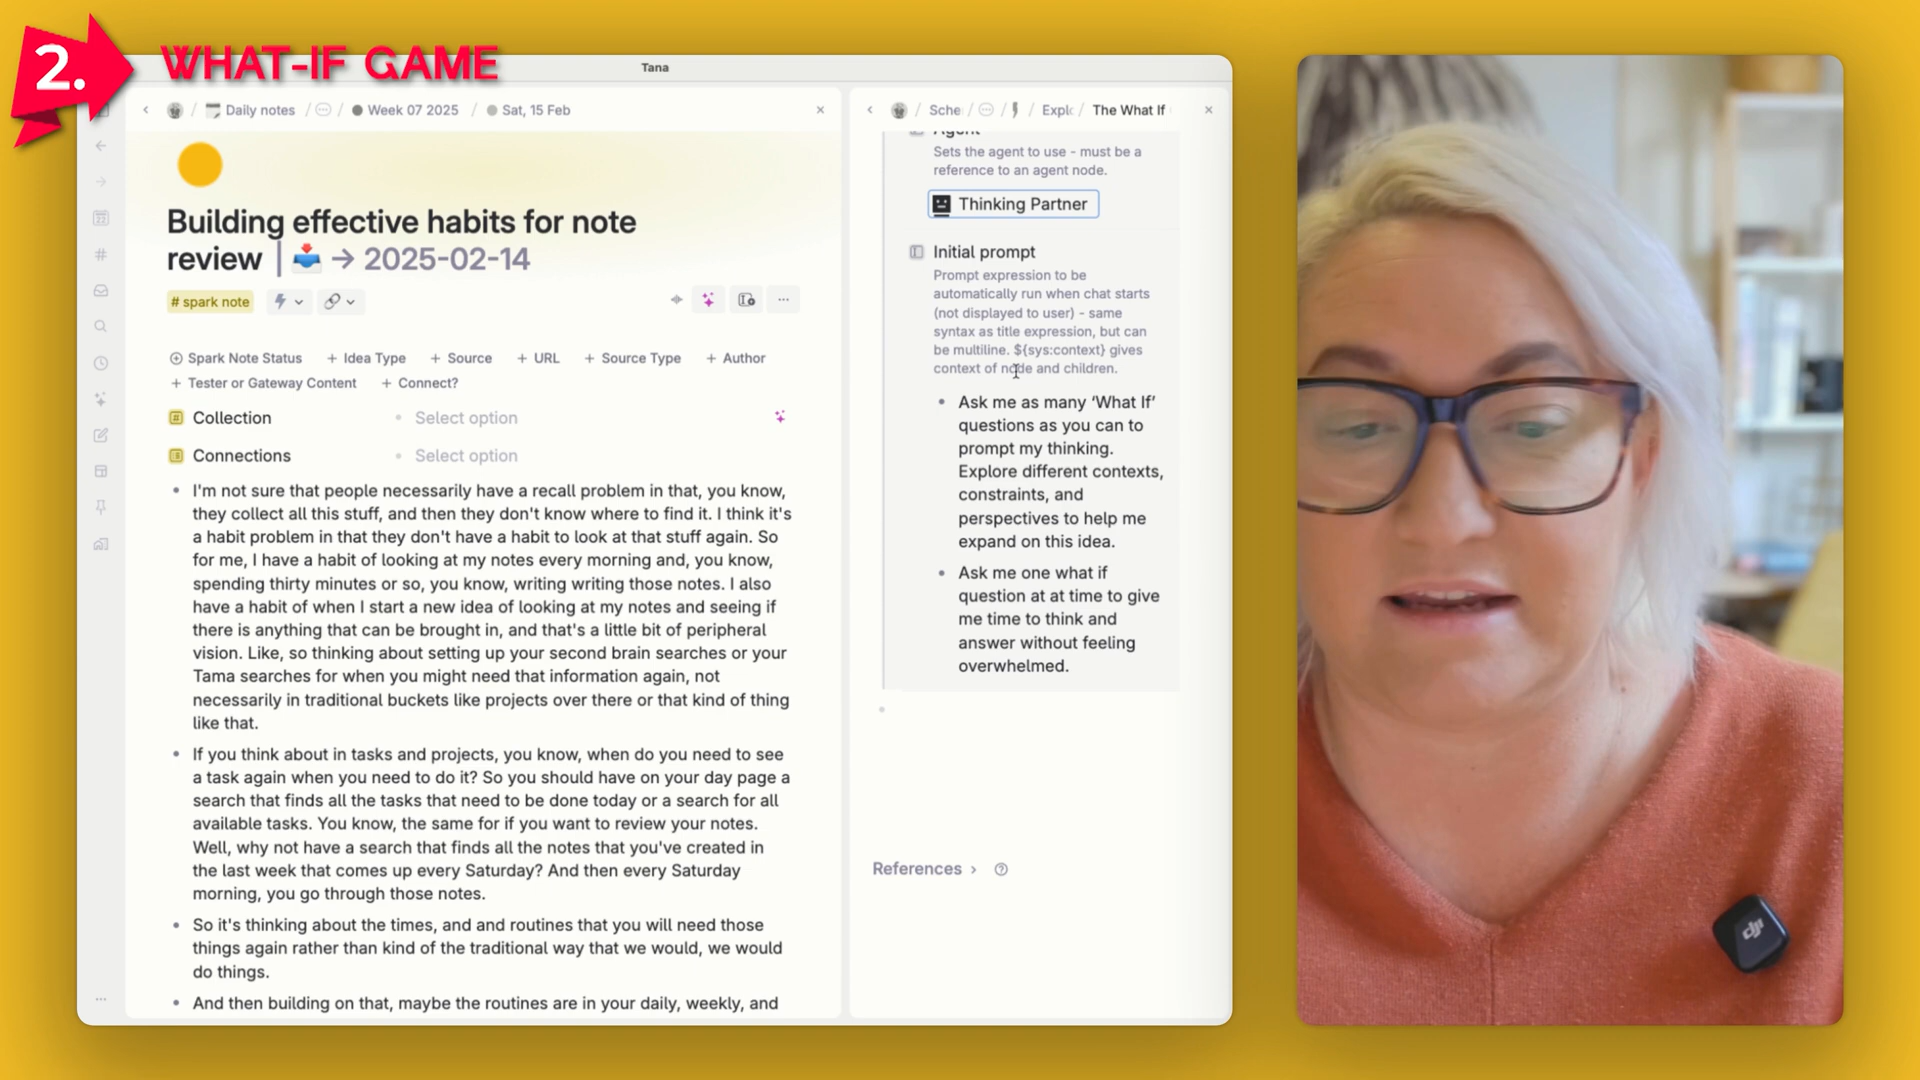 2.
WHAT-IF GAME
Tana
Daily notes / / Week 07 2025 / Sat, 15 Feb
Building effective habits for note
review | → 2025-02-14
# spark note
Spark Note Status + Idea Type + Source + URL + Source Type + Author
+ Tester or Gateway Content + Connect?
Collection • Select option
Connections • Select option
• I'm not sure that people necessarily have a recall problem in that, you know,
they collect all this stuff, and then they don't know where to find it. I think it's
a habit problem in that they don't have a habit to look at that stuff again. So
for me, I have a habit of looking at my notes every morning and, you know,
spending thirty minutes or so, you know, writing writing those notes. I also
have a habit of when I start a new idea of looking at my notes and seeing if
there is anything that can be brought in, and that's a little bit of peripheral
vision. Like, so thinking about setting up your second brain searches or your
Tama searches for when you might need that information again, not
necessarily in traditional buckets like projects over there or that kind of thing
like that.
• If you think about in tasks and projects, you know, when do you need to see
a task again when you need to do it? So you should have on your day page a
search that finds all the tasks that need to be done today or a search for all
available tasks. You know, the same for if you want to review your notes.
Well, why not have a search that finds all the notes that you've created in
the last week that comes up every Saturday? And then every Saturday
morning, you go through those notes.
• So it's thinking about the times, and and routines that you will need those
things again rather than kind of the traditional way that we would, we would
do things.
• And then building on that, maybe the routines are in your daily, weekly, and
/ Sche / / / Explo / The What If
Agent
Sets the agent to use - must be a
reference to an agent node.
Thinking Partner
Initial prompt
Prompt expression to be
automatically run when chat starts
(not displayed to user) - same
syntax as title expression, but can
be multiline. ${sys:context} gives
context of node and children.
• Ask me as many ‘What If’
questions as you can to
prompt my thinking.
Explore different contexts,
constraints, and
perspectives to help me
expand on this idea.
• Ask me one what if
question at at time to give
me time to think and
answer without feeling
overwhelmed.
References
dji